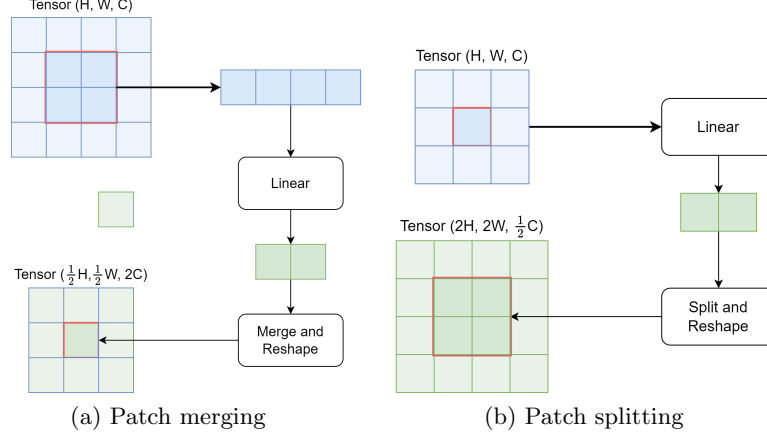 Tensor (H, W, C)
Linear
Tensor (½H,½W, 2C)
Merge and
Reshape
(a) Patch merging
Tensor (H, W, C)
Linear
Tensor (2H, 2W, ½C)
Split and
Reshape
(b) Patch splitting